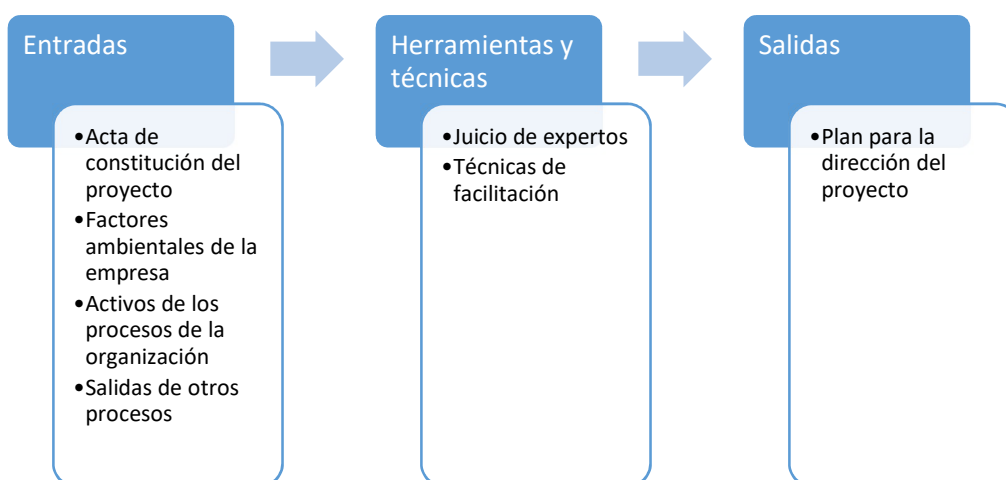 Entradas
•Acta de
constitución del
proyecto
•Factores
ambientales de la
empresa
•Activos de los
procesos de la
organización
•Salidas de otros
procesos
Herramientas y
técnicas
•Juicio de expertos
•Técnicas de
facilitación
Salidas
•Plan para la
dirección del
proyecto